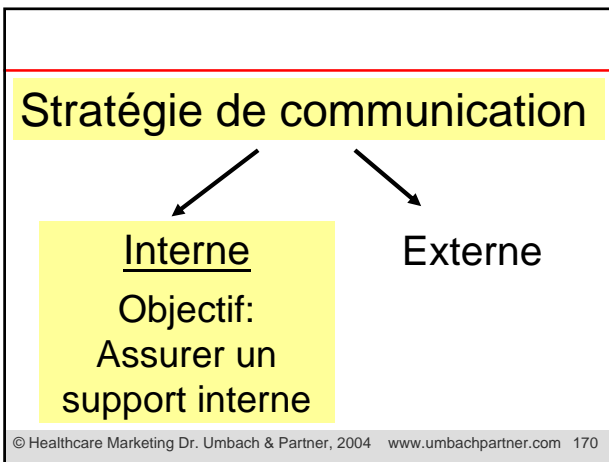 Stratégie de communication
Interne
Externe
Objectif:
Assurer un
support interne
© Healthcare Marketing Dr. Umbach & Partner, 2004 www.umbachpartner.com 170